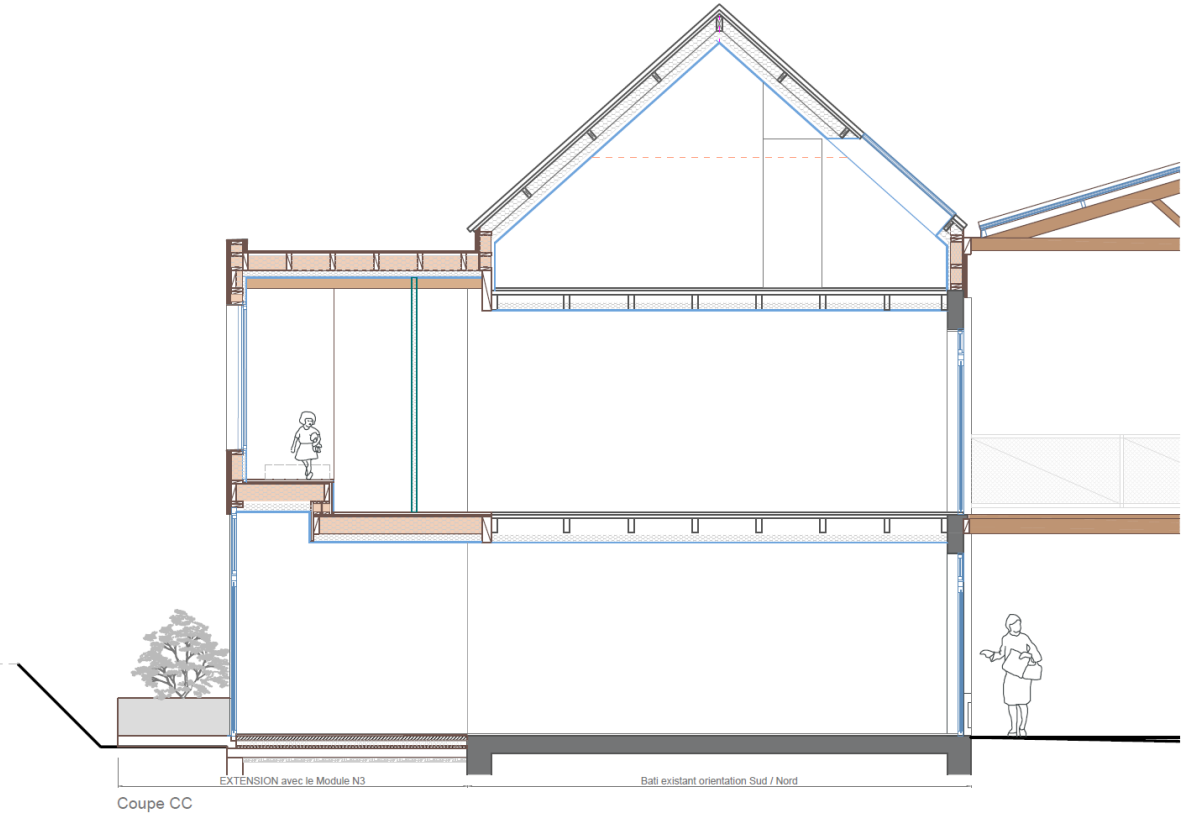 EXTENSION avec le Module N3
Bati existant orientation Sud / Nord
Coupe CC